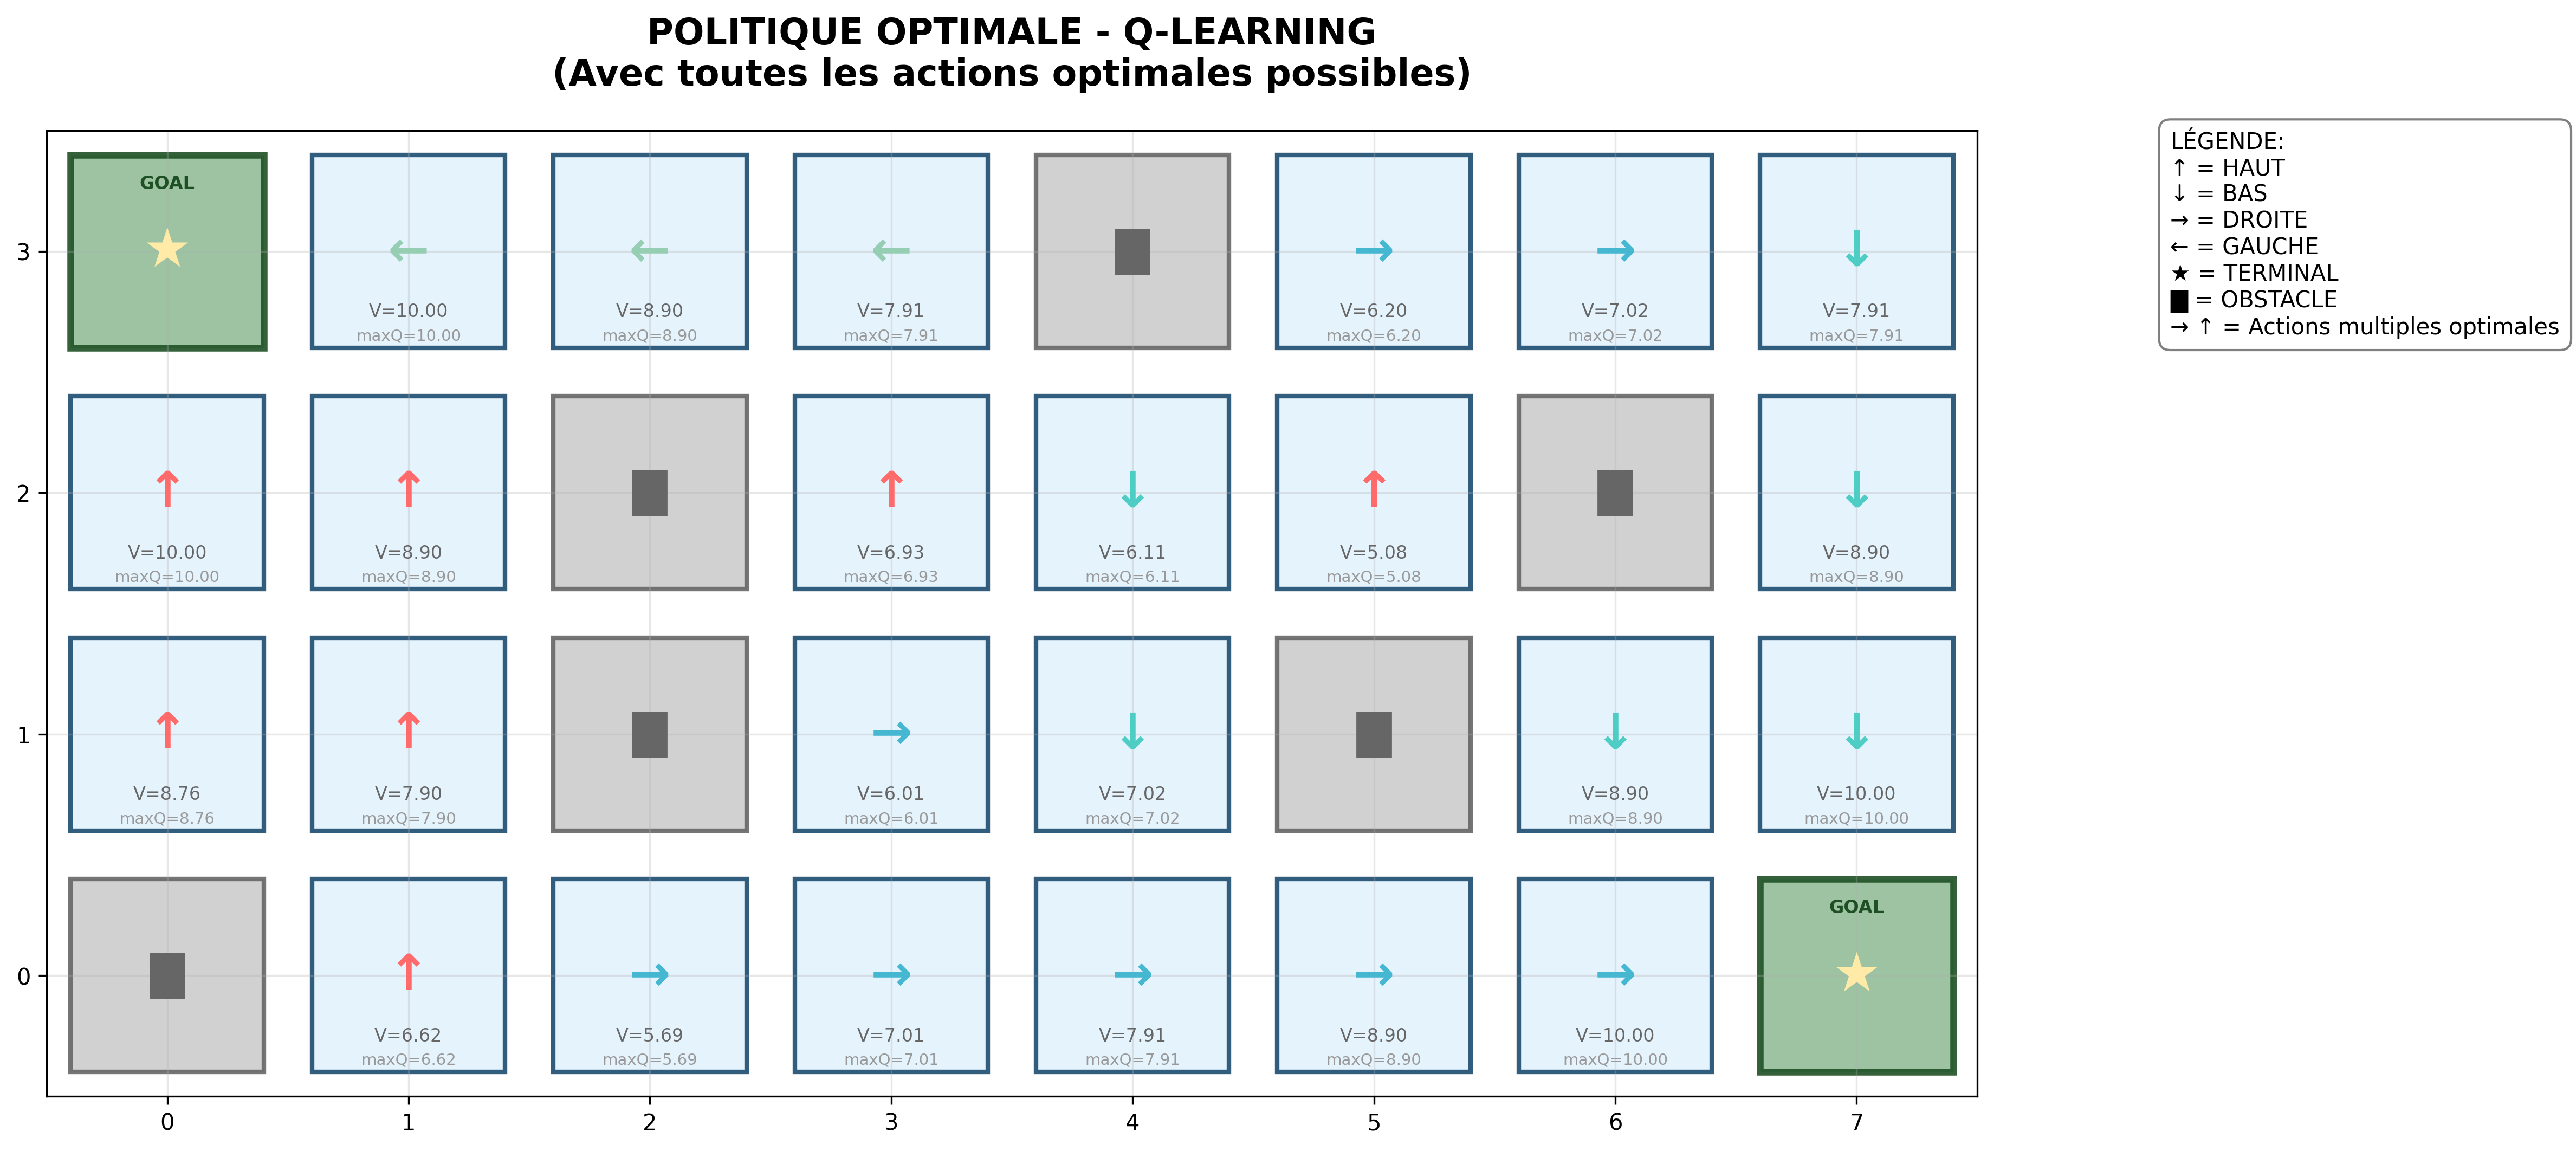 POLITIQUE OPTIMALE - Q-LEARNING
(Avec toutes les actions optimales possibles)
LÉGENDE:
↑ = HAUT
↓ = BAS
→ = DROITE
← = GAUCHE
★ = TERMINAL
█ = OBSTACLE
→ ↑ = Actions multiples optimales
3
GOAL
★
← ← ← → → ↓
V=10.00 V=8.90 V=7.91 V=6.20 V=7.02 V=7.91
maxQ=10.00 maxQ=8.90 maxQ=7.91 maxQ=6.20 maxQ=7.02 maxQ=7.91
2
↑ ↑ ↑ ↓ ↑ ↓
V=10.00 V=8.90 V=6.93 V=6.11 V=5.08 V=8.90
maxQ=10.00 maxQ=8.90 maxQ=6.93 maxQ=6.11 maxQ=5.08 maxQ=8.90
1
↑ ↑ → ↓ ↓ ↓
V=8.76 V=7.90 V=6.01 V=7.02 V=8.90 V=10.00
maxQ=8.76 maxQ=7.90 maxQ=6.01 maxQ=7.02 maxQ=8.90 maxQ=10.00
0
GOAL
↑ → → → → → ★
V=6.62 V=5.69 V=7.01 V=7.91 V=8.90 V=10.00
maxQ=6.62 maxQ=5.69 maxQ=7.01 maxQ=7.91 maxQ=8.90 maxQ=10.00
0 1 2 3 4 5 6 7